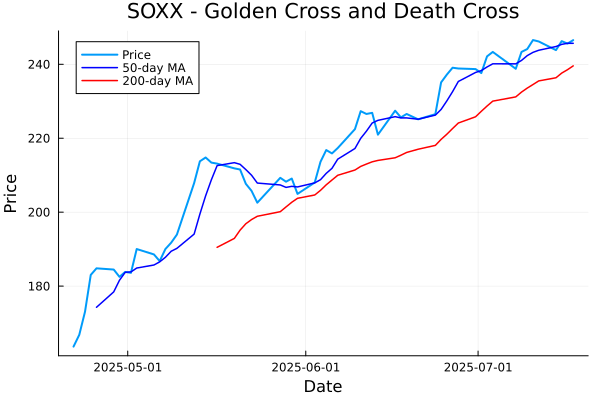 SOXX - Golden Cross and Death Cross
Price
50-day MA
200-day MA
240
220
200
180
Price
2025-05-01
2025-06-01
2025-07-01
Date